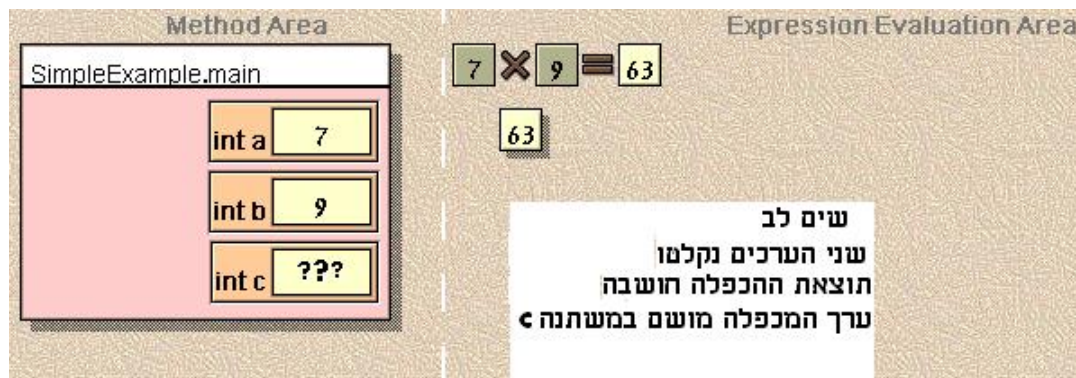 Method Area
Expression Evaluation Area
SimpleExample.main
int a 7
int b 9
int c ???
7 × 9 = 63
63
שים לב
שני הערכים נקלטו
תוצאת ההכפלה חושבה
ערך המכפלה מושם במשתנה c